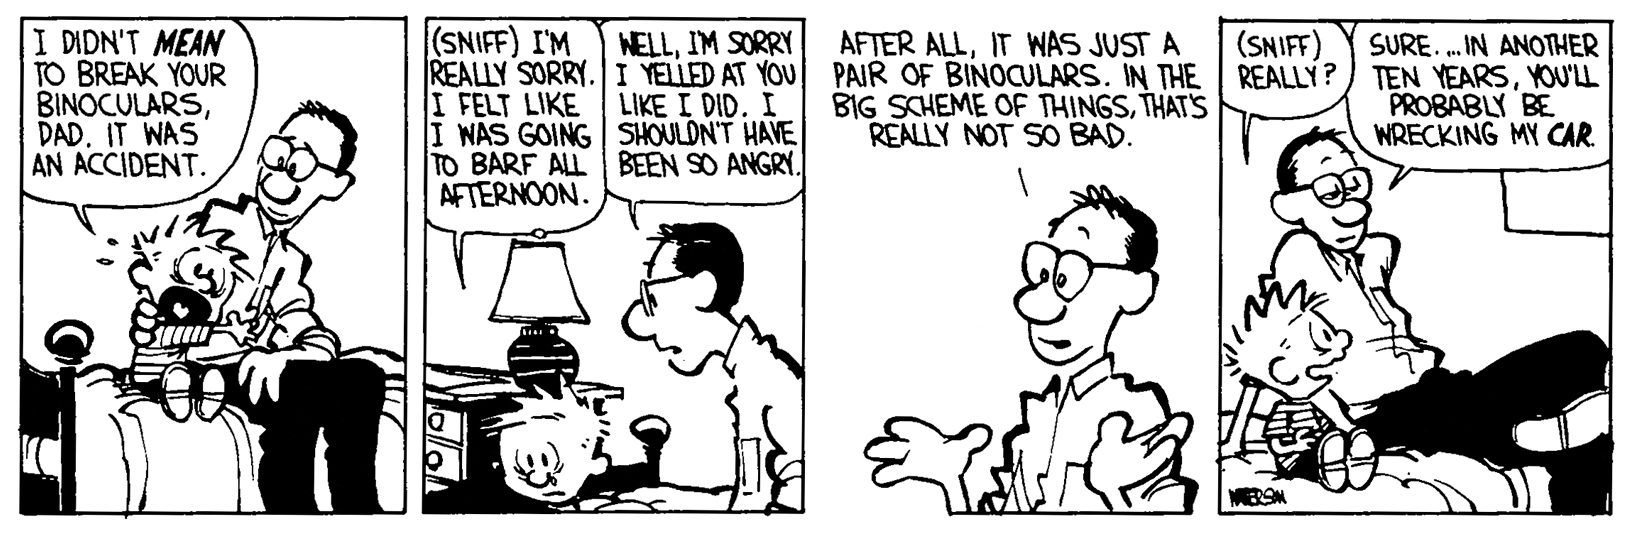 I DIDN'T MEAN
TO BREAK YOUR
BINOCULARS,
DAD. IT WAS
AN ACCIDENT.
(SNIFF) I'M
REALLY SORRY.
I FELT LIKE
I WAS GOING
TO BARF ALL
AFTERNOON.
WELL, I'M SORRY
I YELLED AT YOU
LIKE I DID. I
SHOULDN'T HAVE
BEEN SO ANGRY.
AFTER ALL, IT WAS JUST A
PAIR OF BINOCULARS. IN THE
BIG SCHEME OF THINGS, THAT'S
REALLY NOT SO BAD.
(SNIFF)
REALLY?
SURE. ...IN ANOTHER
TEN YEARS, YOU'LL
PROBABLY BE
WRECKING MY CAR.
WATTERSON